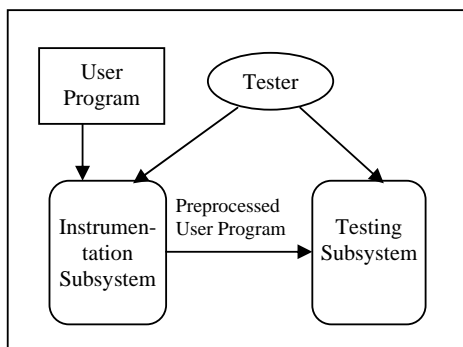 User
Program
Tester
Preprocessed
User Program
Instrumen-
tation
Subsystem
Testing
Subsystem